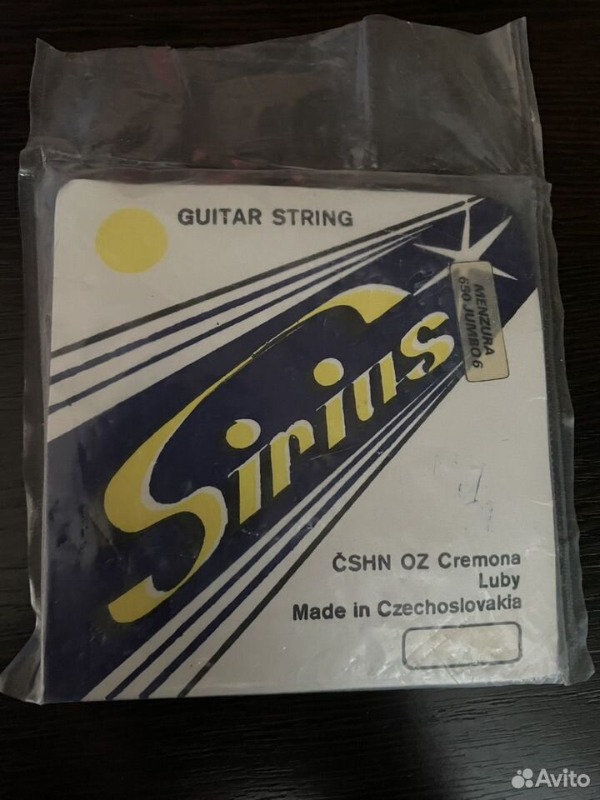 GUITAR STRING
MENZURA
650 JUMBO 6
Sirius
ČSHN OZ Cremona
Luby
Made in Czechoslovakia
Avito